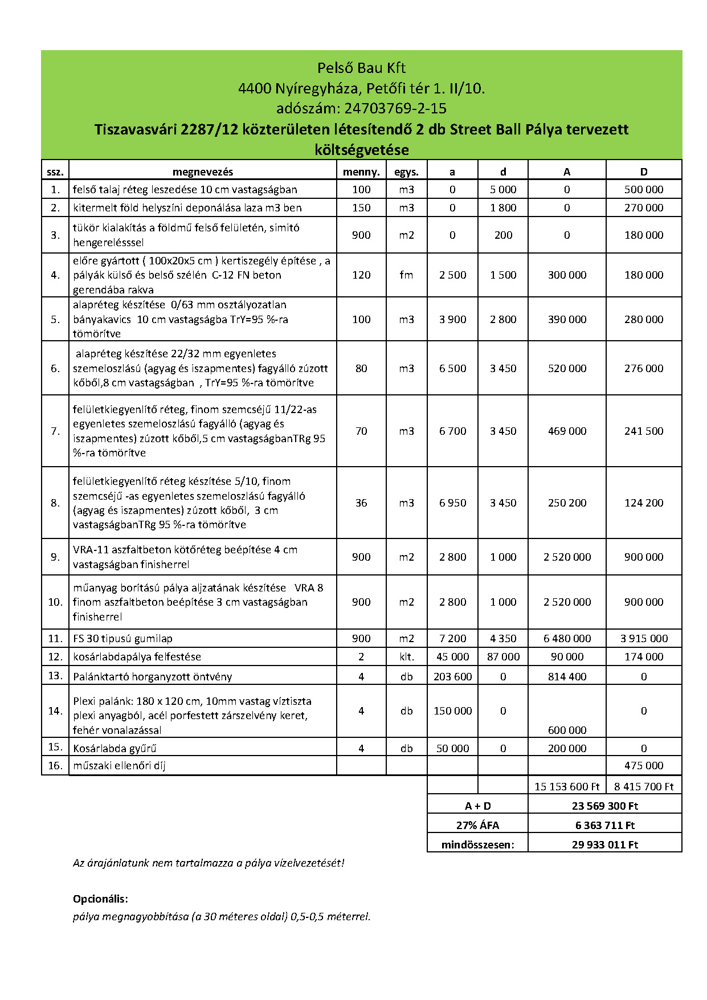 Pelső Bau Kft
4400 Nyíregyháza, Petőfi tér 1. II/10.
adószám: 24703769-2-15
Tiszavasvári 2287/12 közterületen létesítendő 2 db Street Ball Pálya tervezett
költségvetése
ssz. megnevezés menny. egys. a d A D
1. felső talaj réteg leszedése 10 cm vastagságban 100 m3 0 5 000 0 500 000
2. kitermelt föld helyszíni deponálása laza m3 ben 150 m3 0 1 800 0 270 000
tükör kialakítás a földmű felső felületén, simitó
3. 900 m2 0 200 0 180 000
hengerelésssel
előre gyártott ( 100x20x5 cm ) kertiszegély építése , a
4. pályák külső és belső szélén C-12 FN beton 120 fm 2 500 1 500 300 000 180 000
gerendába rakva
alapréteg készítése 0/63 mm osztályozatlan
5. bányakavics 10 cm vastagságba TrY=95 %-ra 100 m3 3 900 2 800 390 000 280 000
tömörítve
alapréteg készítése 22/32 mm egyenletes
6. szemeloszlású (agyag és iszapmentes) fagyálló zúzott 80 m3 6 500 3 450 520 000 276 000
kőből,8 cm vastagságban , TrY=95 %-ra tömörítve
felületkiegyenlítő réteg, finom szemcséjű 11/22-as
egyenletes szemeloszlású fagyálló (agyag és
7. 70 m3 6 700 3 450 469 000 241 500
iszapmentes) zúzott kőből,5 cm vastagságbanTRg 95
%-ra tömörítve
felületkiegyenlítő réteg készítése 5/10, finom
szemcséjű -as egyenletes szemeloszlású fagyálló
8. 36 m3 6 950 3 450 250 200 124 200
(agyag és iszapmentes) zúzott kőből, 3 cm
vastagságbanTRg 95 %-ra tömörítve
VRA-11 aszfaltbeton kötőréteg beépítése 4 cm
9. 900 m2 2 800 1 000 2 520 000 900 000
vastagságban finisherrel
műanyag borítású pálya aljzatának készítése VRA 8
10. finom aszfaltbeton beépítése 3 cm vastagságban 900 m2 2 800 1 000 2 520 000 900 000
finisherrel
11. FS 30 tipusú gumilap 900 m2 7 200 4 350 6 480 000 3 915 000
12. kosárlabdapálya felfestése 2 klt. 45 000 87 000 90 000 174 000
13. Palánktartó horganyzott öntvény 4 db 203 600 0 814 400 0
Plexi palánk: 180 x 120 cm, 10mm vastag víztiszta
14. plexi anyagból, acél porfestett zárszelvény keret, 4 db 150 000 0 0
fehér vonalazással 600 000
15. Kosárlabda gyűrű 4 db 50 000 0 200 000 0
16. műszaki ellenőri díj 475 000
15 153 600 Ft 8 415 700 Ft
A + D 23 569 300 Ft
27% ÁFA 6 363 711 Ft
mindösszesen: 29 933 011 Ft
Az árajánlatunk nem tartalmazza a pálya vízelvezetését!
Opcionális:
pálya megnagyobbítása (a 30 méteres oldal) 0,5-0,5 méterrel.